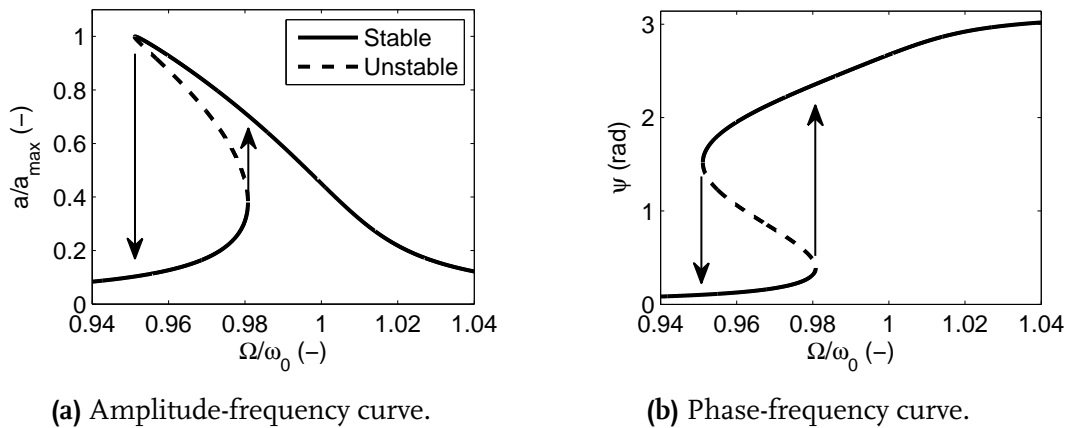 1
0.8
0.6
0.4
0.2
0
a/a_max (–)
Stable
Unstable
0.94 0.96 0.98 1 1.02 1.04
Ω/ω_0 (–)
(a) Amplitude-frequency curve.
3
2
1
0
ψ (rad)
0.94 0.96 0.98 1 1.02 1.04
Ω/ω_0 (–)
(b) Phase-frequency curve.